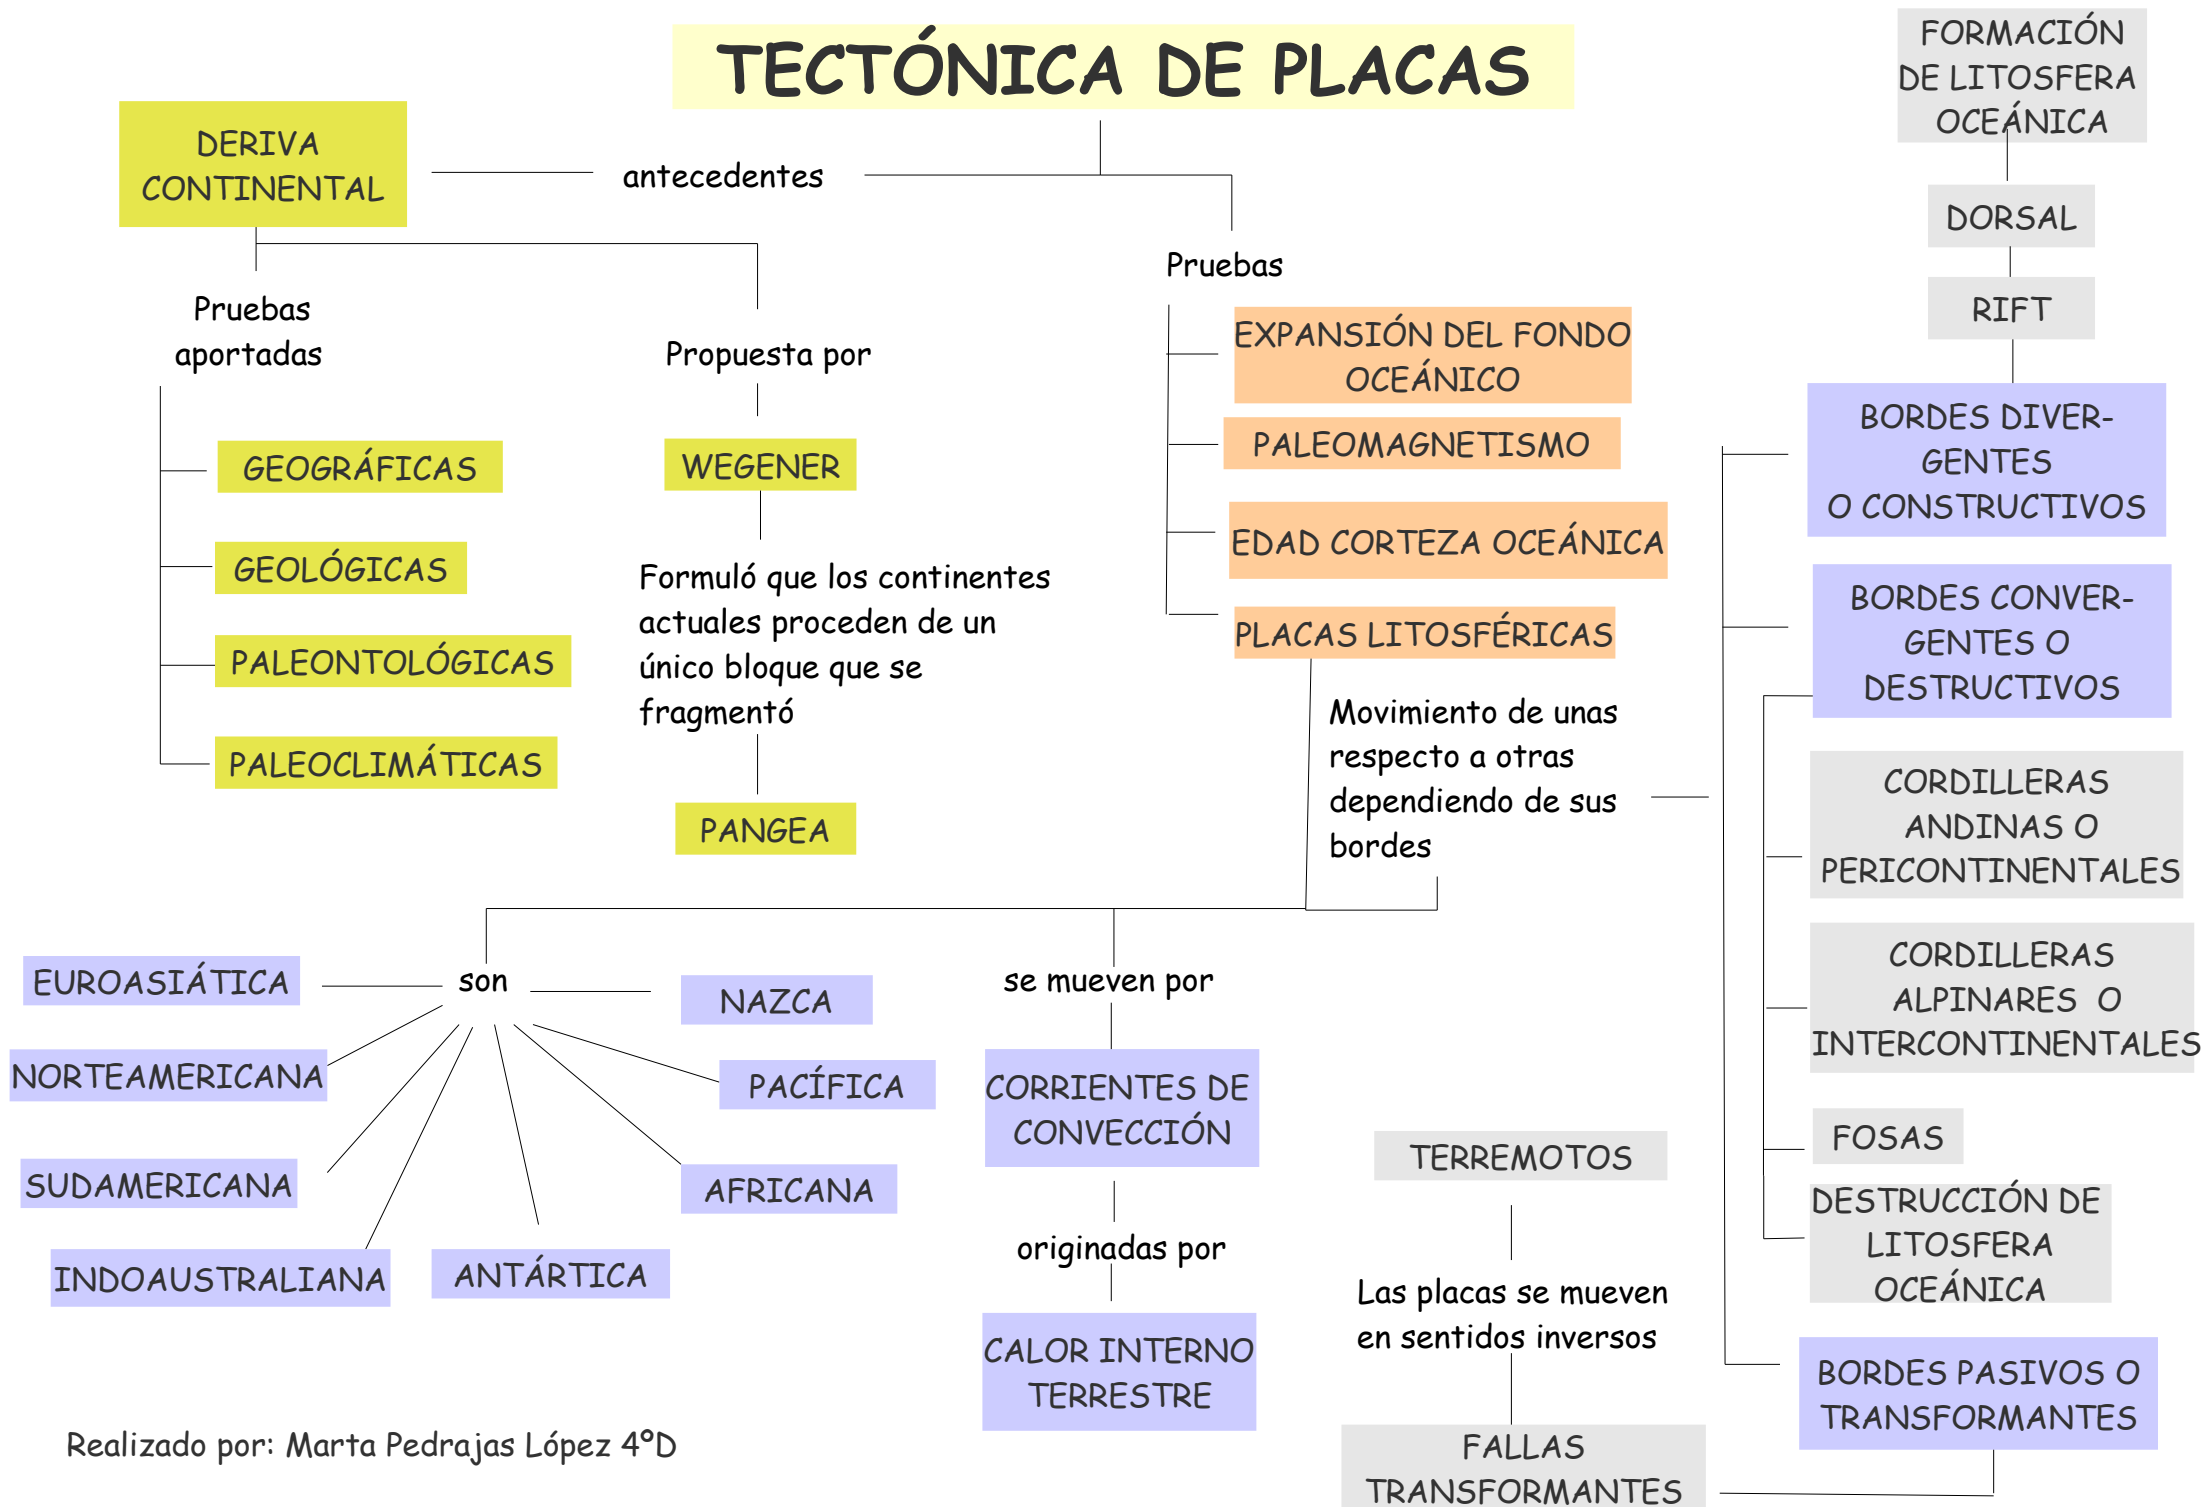 TECTÓNICA DE PLACAS
DERIVA
CONTINENTAL
antecedentes
Pruebas
aportadas
GEOGRÁFICAS
GEOLÓGICAS
PALEONTOLÓGICAS
PALEOCLIMÁTICAS
Propuesta por
WEGENER
Formuló que los continentes
actuales proceden de un
único bloque que se
fragmentó
PANGEA
Pruebas
EXPANSIÓN DEL FONDO
OCEÁNICO
PALEOMAGNETISMO
EDAD CORTEZA OCEÁNICA
PLACAS LITOSFÉRICAS
Movimiento de unas
respecto a otras
dependiendo de sus
bordes
FORMACIÓN
DE LITOSFERA
OCEÁNICA
DORSAL
RIFT
BORDES DIVER-
GENTES
O CONSTRUCTIVOS
BORDES CONVER-
GENTES O
DESTRUCTIVOS
CORDILLERAS
ANDINAS O
PERICONTINENTALES
CORDILLERAS
ALPINARES O
INTERCONTINENTALES
FOSAS
DESTRUCCIÓN DE
LITOSFERA
OCEÁNICA
BORDES PASIVOS O
TRANSFORMANTES
son
EUROASIÁTICA
NORTEAMERICANA
SUDAMERICANA
INDOAUSTRALIANA
ANTÁRTICA
AFRICANA
PACÍFICA
NAZCA
se mueven por
CORRIENTES DE
CONVECCIÓN
originadas por
CALOR INTERNO
TERRESTRE
TERREMOTOS
Las placas se mueven
en sentidos inversos
FALLAS
TRANSFORMANTES
Realizado por: Marta Pedrajas López 4ºD